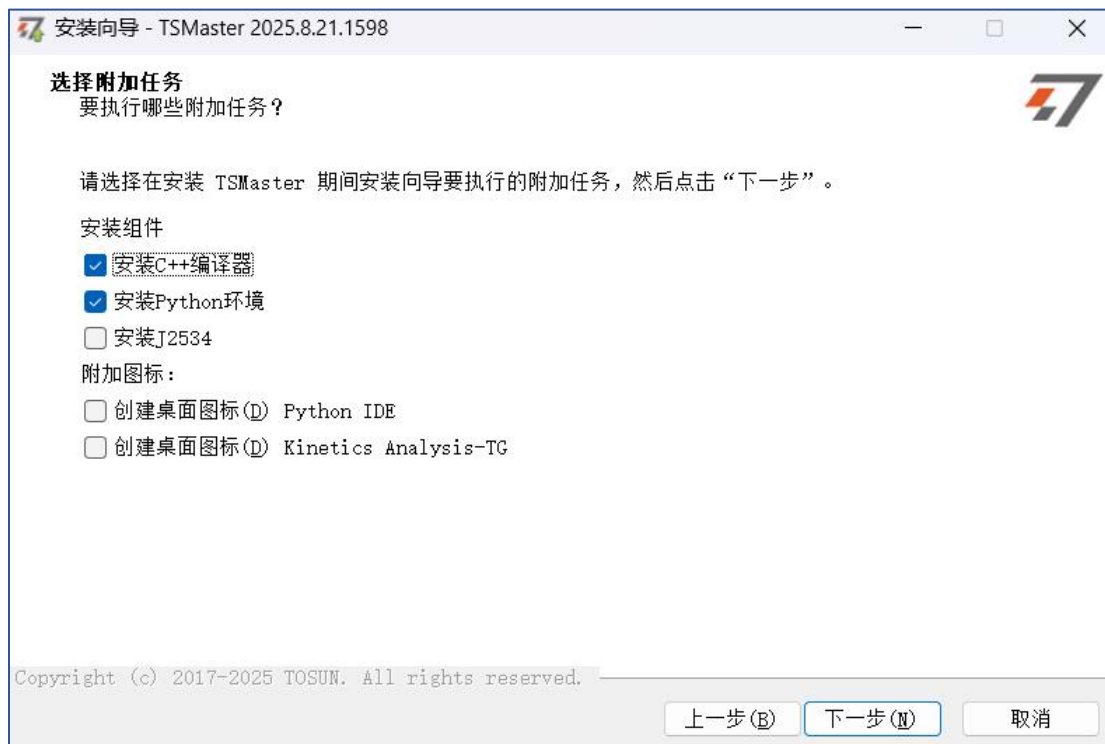 安装向导 - TSMaster 2025.8.21.1598
选择附加任务
要执行哪些附加任务？
请选择在安装 TSMaster 期间安装向导要执行的附加任务，然后点击“下一步”。
安装组件
安装C++编译器
安装Python环境
安装J2534
附加图标：
创建桌面图标(D) Python IDE
创建桌面图标(D) Kinetics Analysis-TG
Copyright (c) 2017-2025 TOSUN. All rights reserved.
上一步(B) 下一步(N) 取消